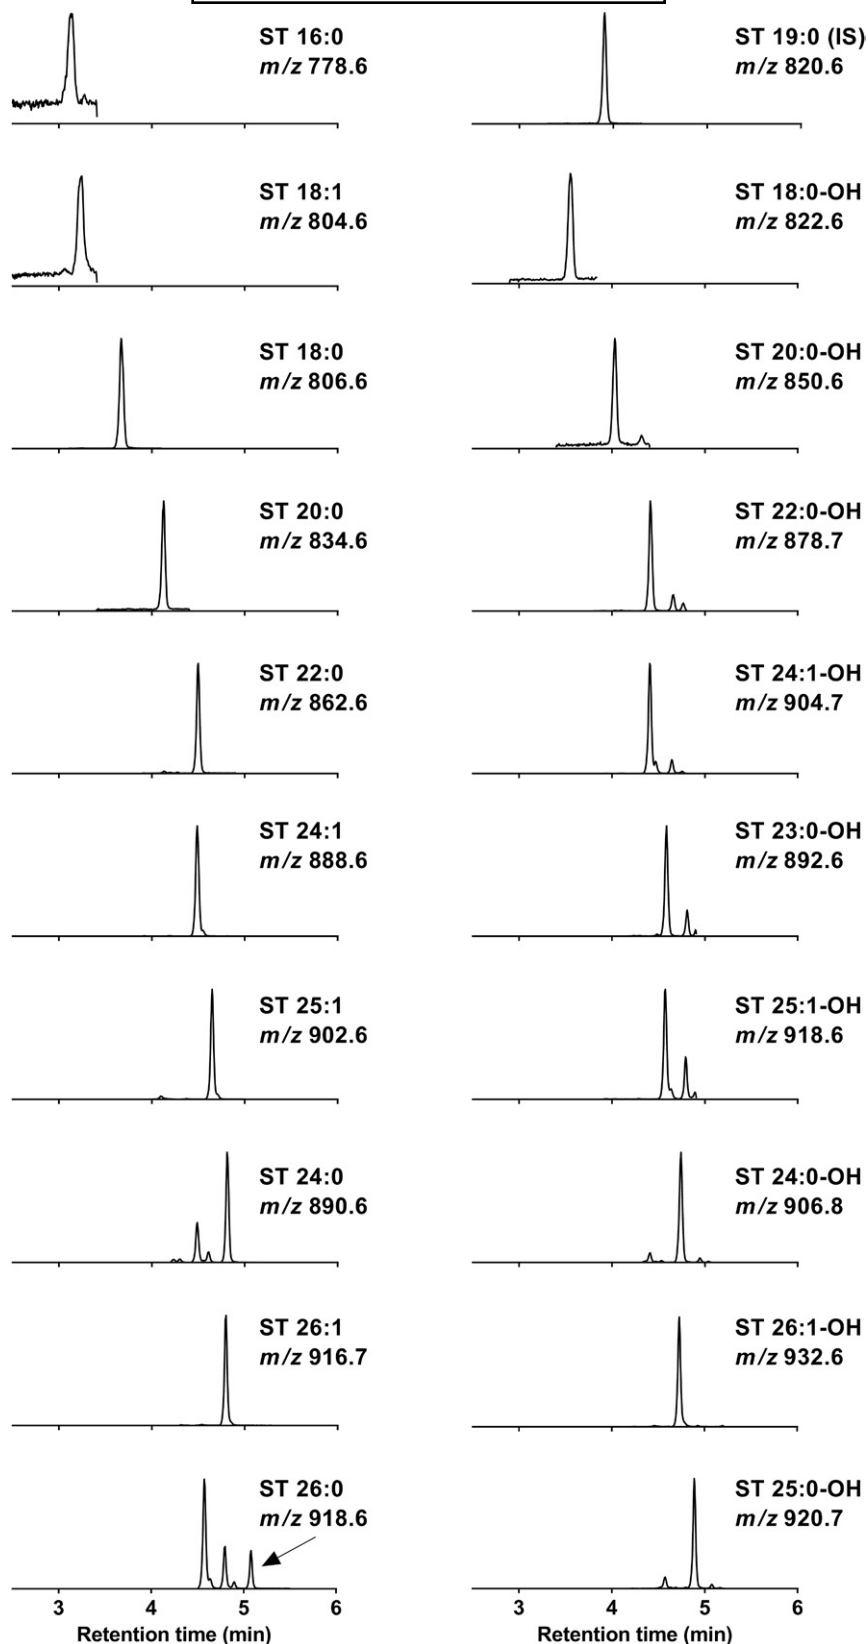 ST 16:0
m/z 778.6
ST 19:0 (IS)
m/z 820.6
ST 18:1
m/z 804.6
ST 18:0-OH
m/z 822.6
ST 18:0
m/z 806.6
ST 20:0-OH
m/z 850.6
ST 20:0
m/z 834.6
ST 22:0-OH
m/z 878.7
ST 22:0
m/z 862.6
ST 24:1-OH
m/z 904.7
ST 24:1
m/z 888.6
ST 23:0-OH
m/z 892.6
ST 25:1
m/z 902.6
ST 25:1-OH
m/z 918.6
ST 24:0
m/z 890.6
ST 24:0-OH
m/z 906.8
ST 26:1
m/z 916.7
ST 26:1-OH
m/z 932.6
ST 26:0
m/z 918.6
ST 25:0-OH
m/z 920.7
3 4 5 6
Retention time (min)
3 4 5 6
Retention time (min)